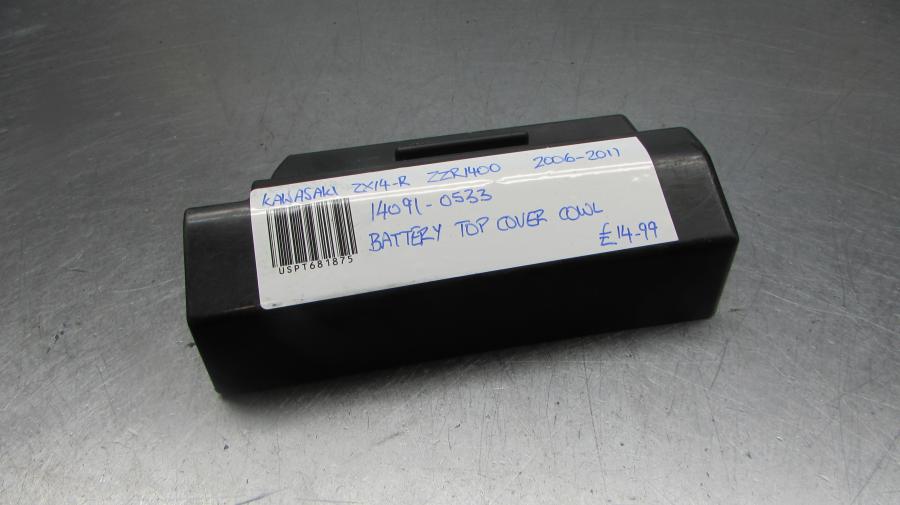 KAWASAKI ZX14-R ZZR1400 2006-2011
14091-0533
BATTERY TOP COVER COWL
£14.99
USPT681875